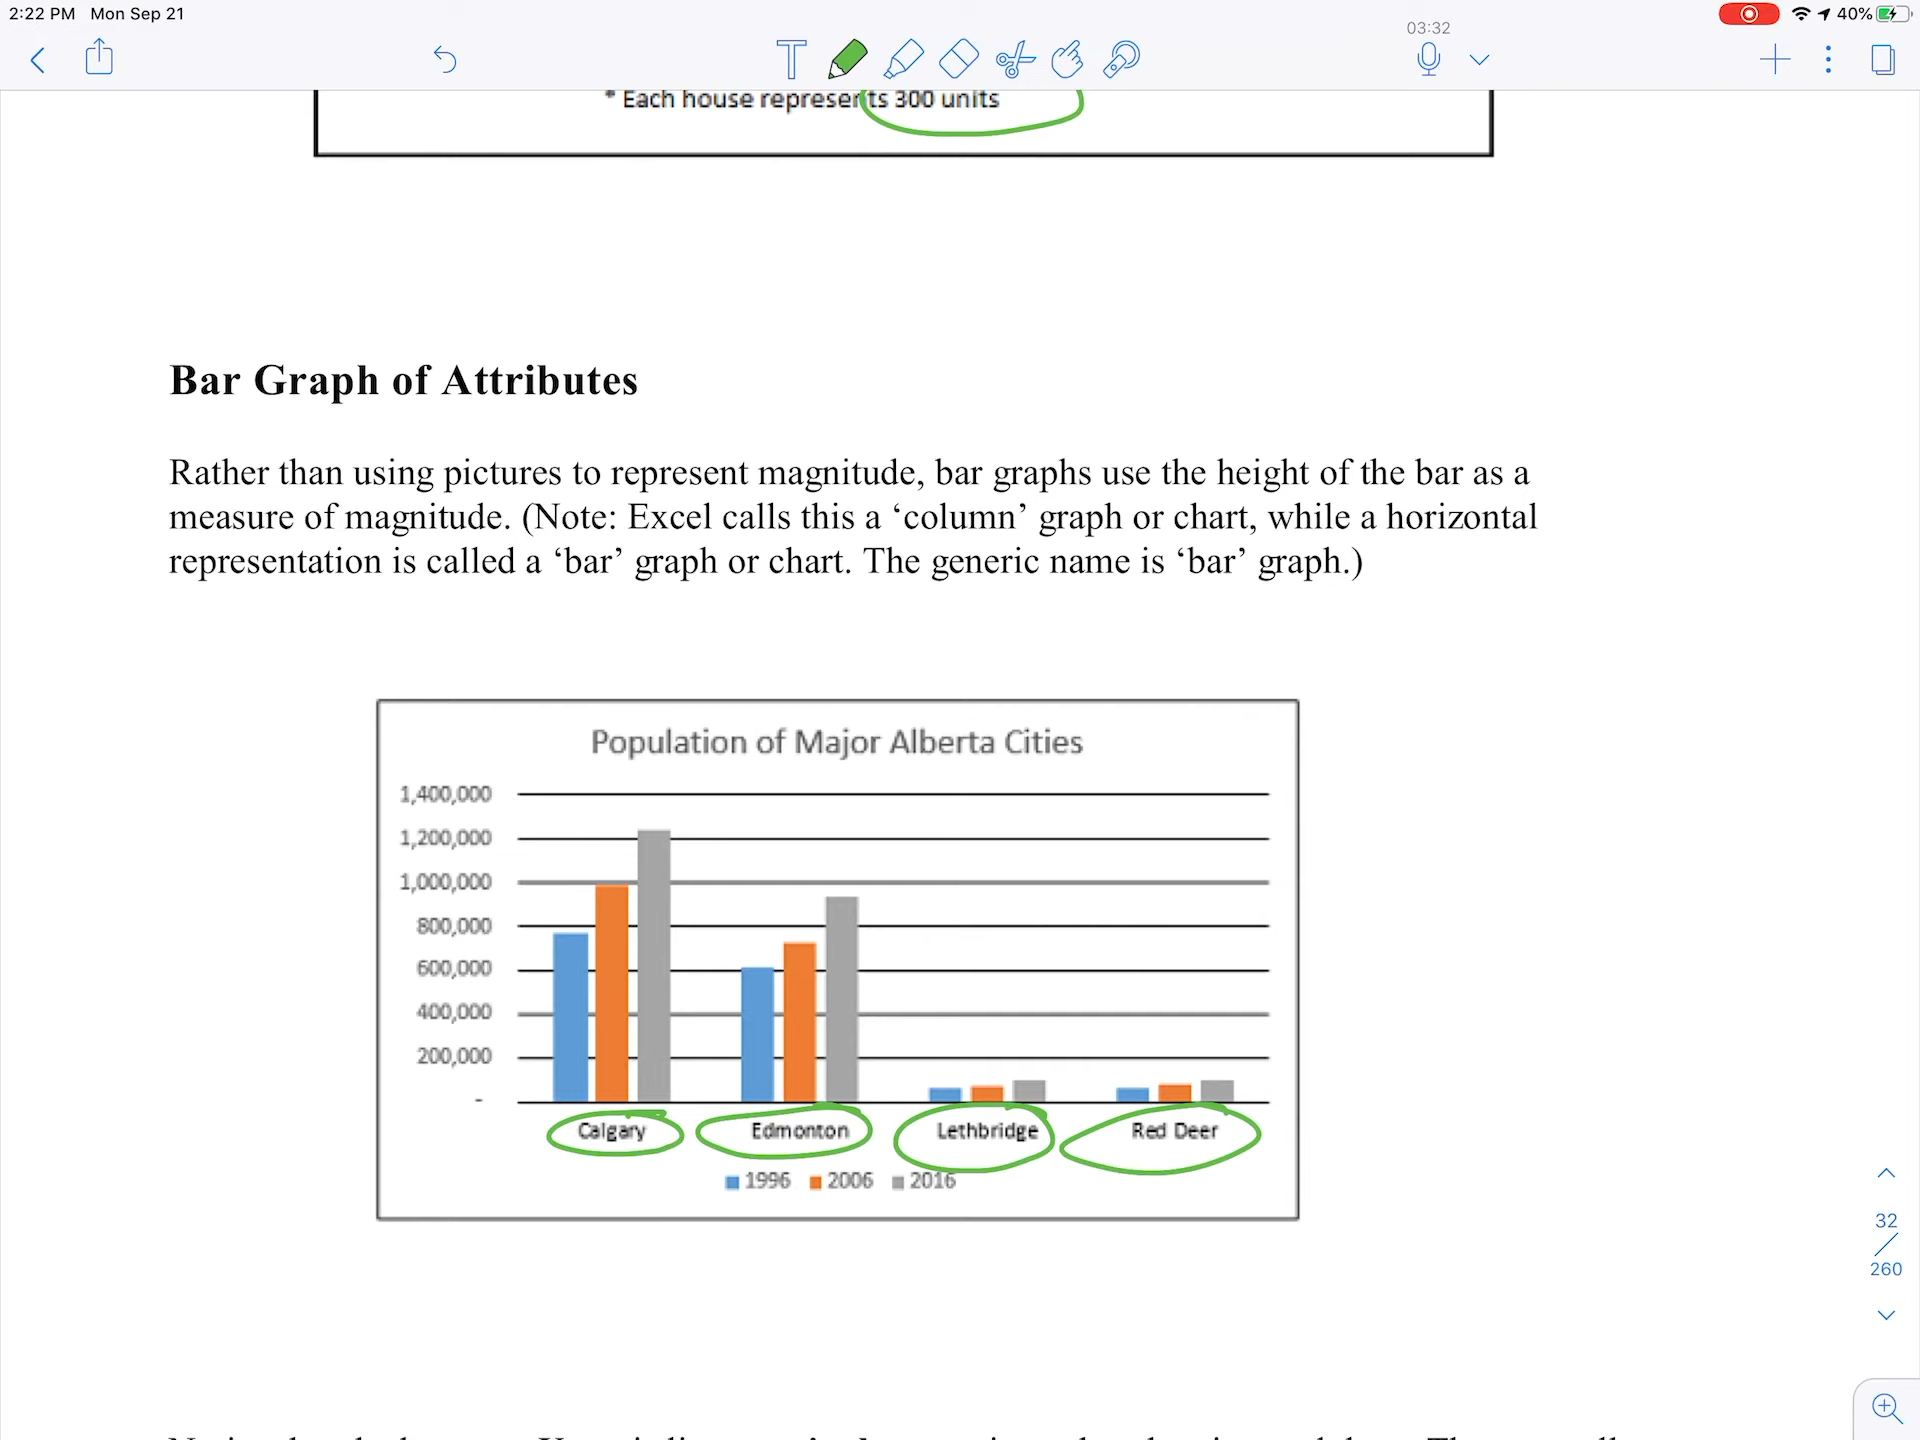 2:22 PM Mon Sep 21
40%
03:32
* Each house represents 300 units
Bar Graph of Attributes
Rather than using pictures to represent magnitude, bar graphs use the height of the bar as a
measure of magnitude. (Note: Excel calls this a ‘column’ graph or chart, while a horizontal
representation is called a ‘bar’ graph or chart. The generic name is ‘bar’ graph.)
Population of Major Alberta Cities
1,400,000
1,200,000
1,000,000
800,000
600,000
400,000
200,000
-
Calgary Edmonton Lethbridge Red Deer
1996 2006 2016
32
/
260